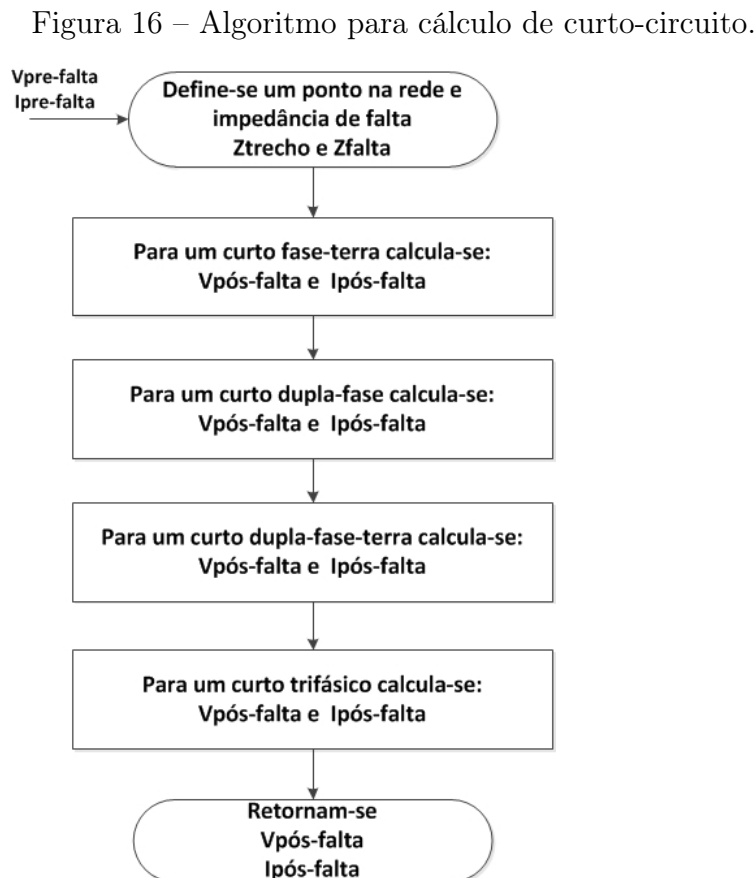 Figura 16 – Algoritmo para cálculo de curto-circuito.
Vpre-falta
Ipre-falta
Define-se um ponto na rede e
impedância de falta
Ztrecho e Zfalta
Para um curto fase-terra calcula-se:
Vpós-falta e Ipós-falta
Para um curto dupla-fase calcula-se:
Vpós-falta e Ipós-falta
Para um curto dupla-fase-terra calcula-se:
Vpós-falta e Ipós-falta
Para um curto trifásico calcula-se:
Vpós-falta e Ipós-falta
Retornam-se
Vpós-falta
Ipós-falta